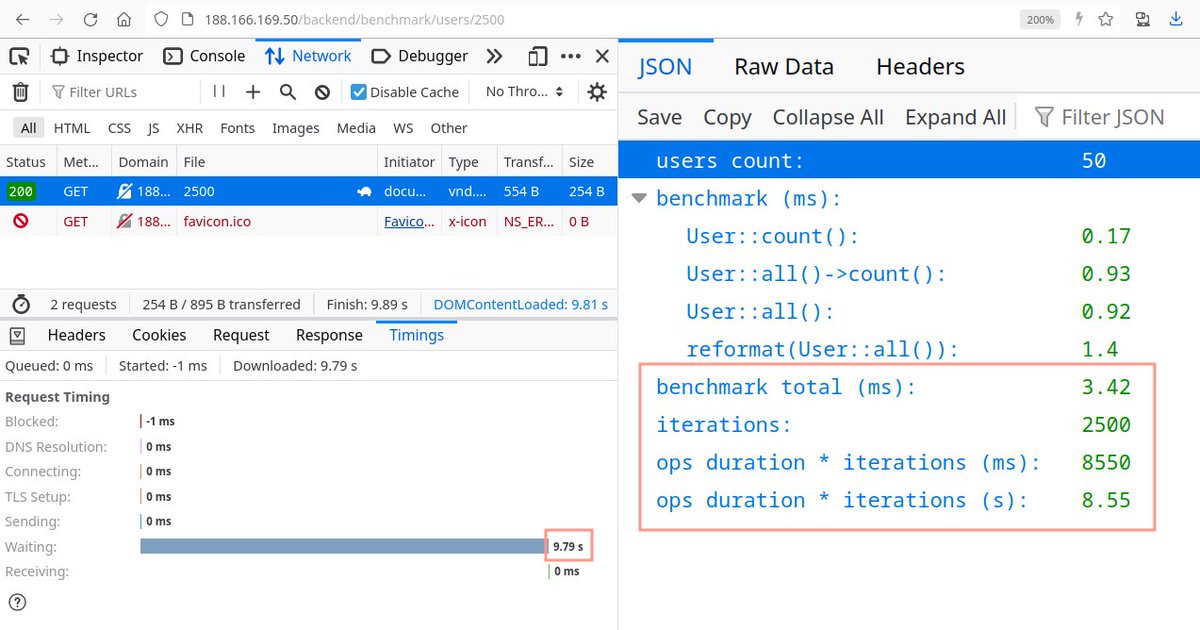 188.166.169.50/backend/benchmark/users/2500 200%
Inspector Console Network Debugger
Filter URLs Disable Cache No Thro...
All HTML CSS JS XHR Fonts Images Media WS Other
Status Met... Domain File Initiator Type Transf... Size
200 GET 188... 2500 docu... vnd.... 554 B 254 B
GET 188... favicon.ico Favico... x-icon NS_ER... 0 B
2 requests 254 B / 895 B transferred Finish: 9.89 s DOMContentLoaded: 9.81 s
Headers Cookies Request Response Timings
Queued: 0 ms Started: -1 ms Downloaded: 9.79 s
Request Timing
Blocked: -1 ms
DNS Resolution: 0 ms
Connecting: 0 ms
TLS Setup: 0 ms
Sending: 0 ms
Waiting: 9.79 s
Receiving: 0 ms
JSON Raw Data Headers
Save Copy Collapse All Expand All Filter JSON
users count: 50
benchmark (ms):
User::count(): 0.17
User::all()->count(): 0.93
User::all(): 0.92
reformat(User::all()): 1.4
benchmark total (ms): 3.42
iterations: 2500
ops duration * iterations (ms): 8550
ops duration * iterations (s): 8.55